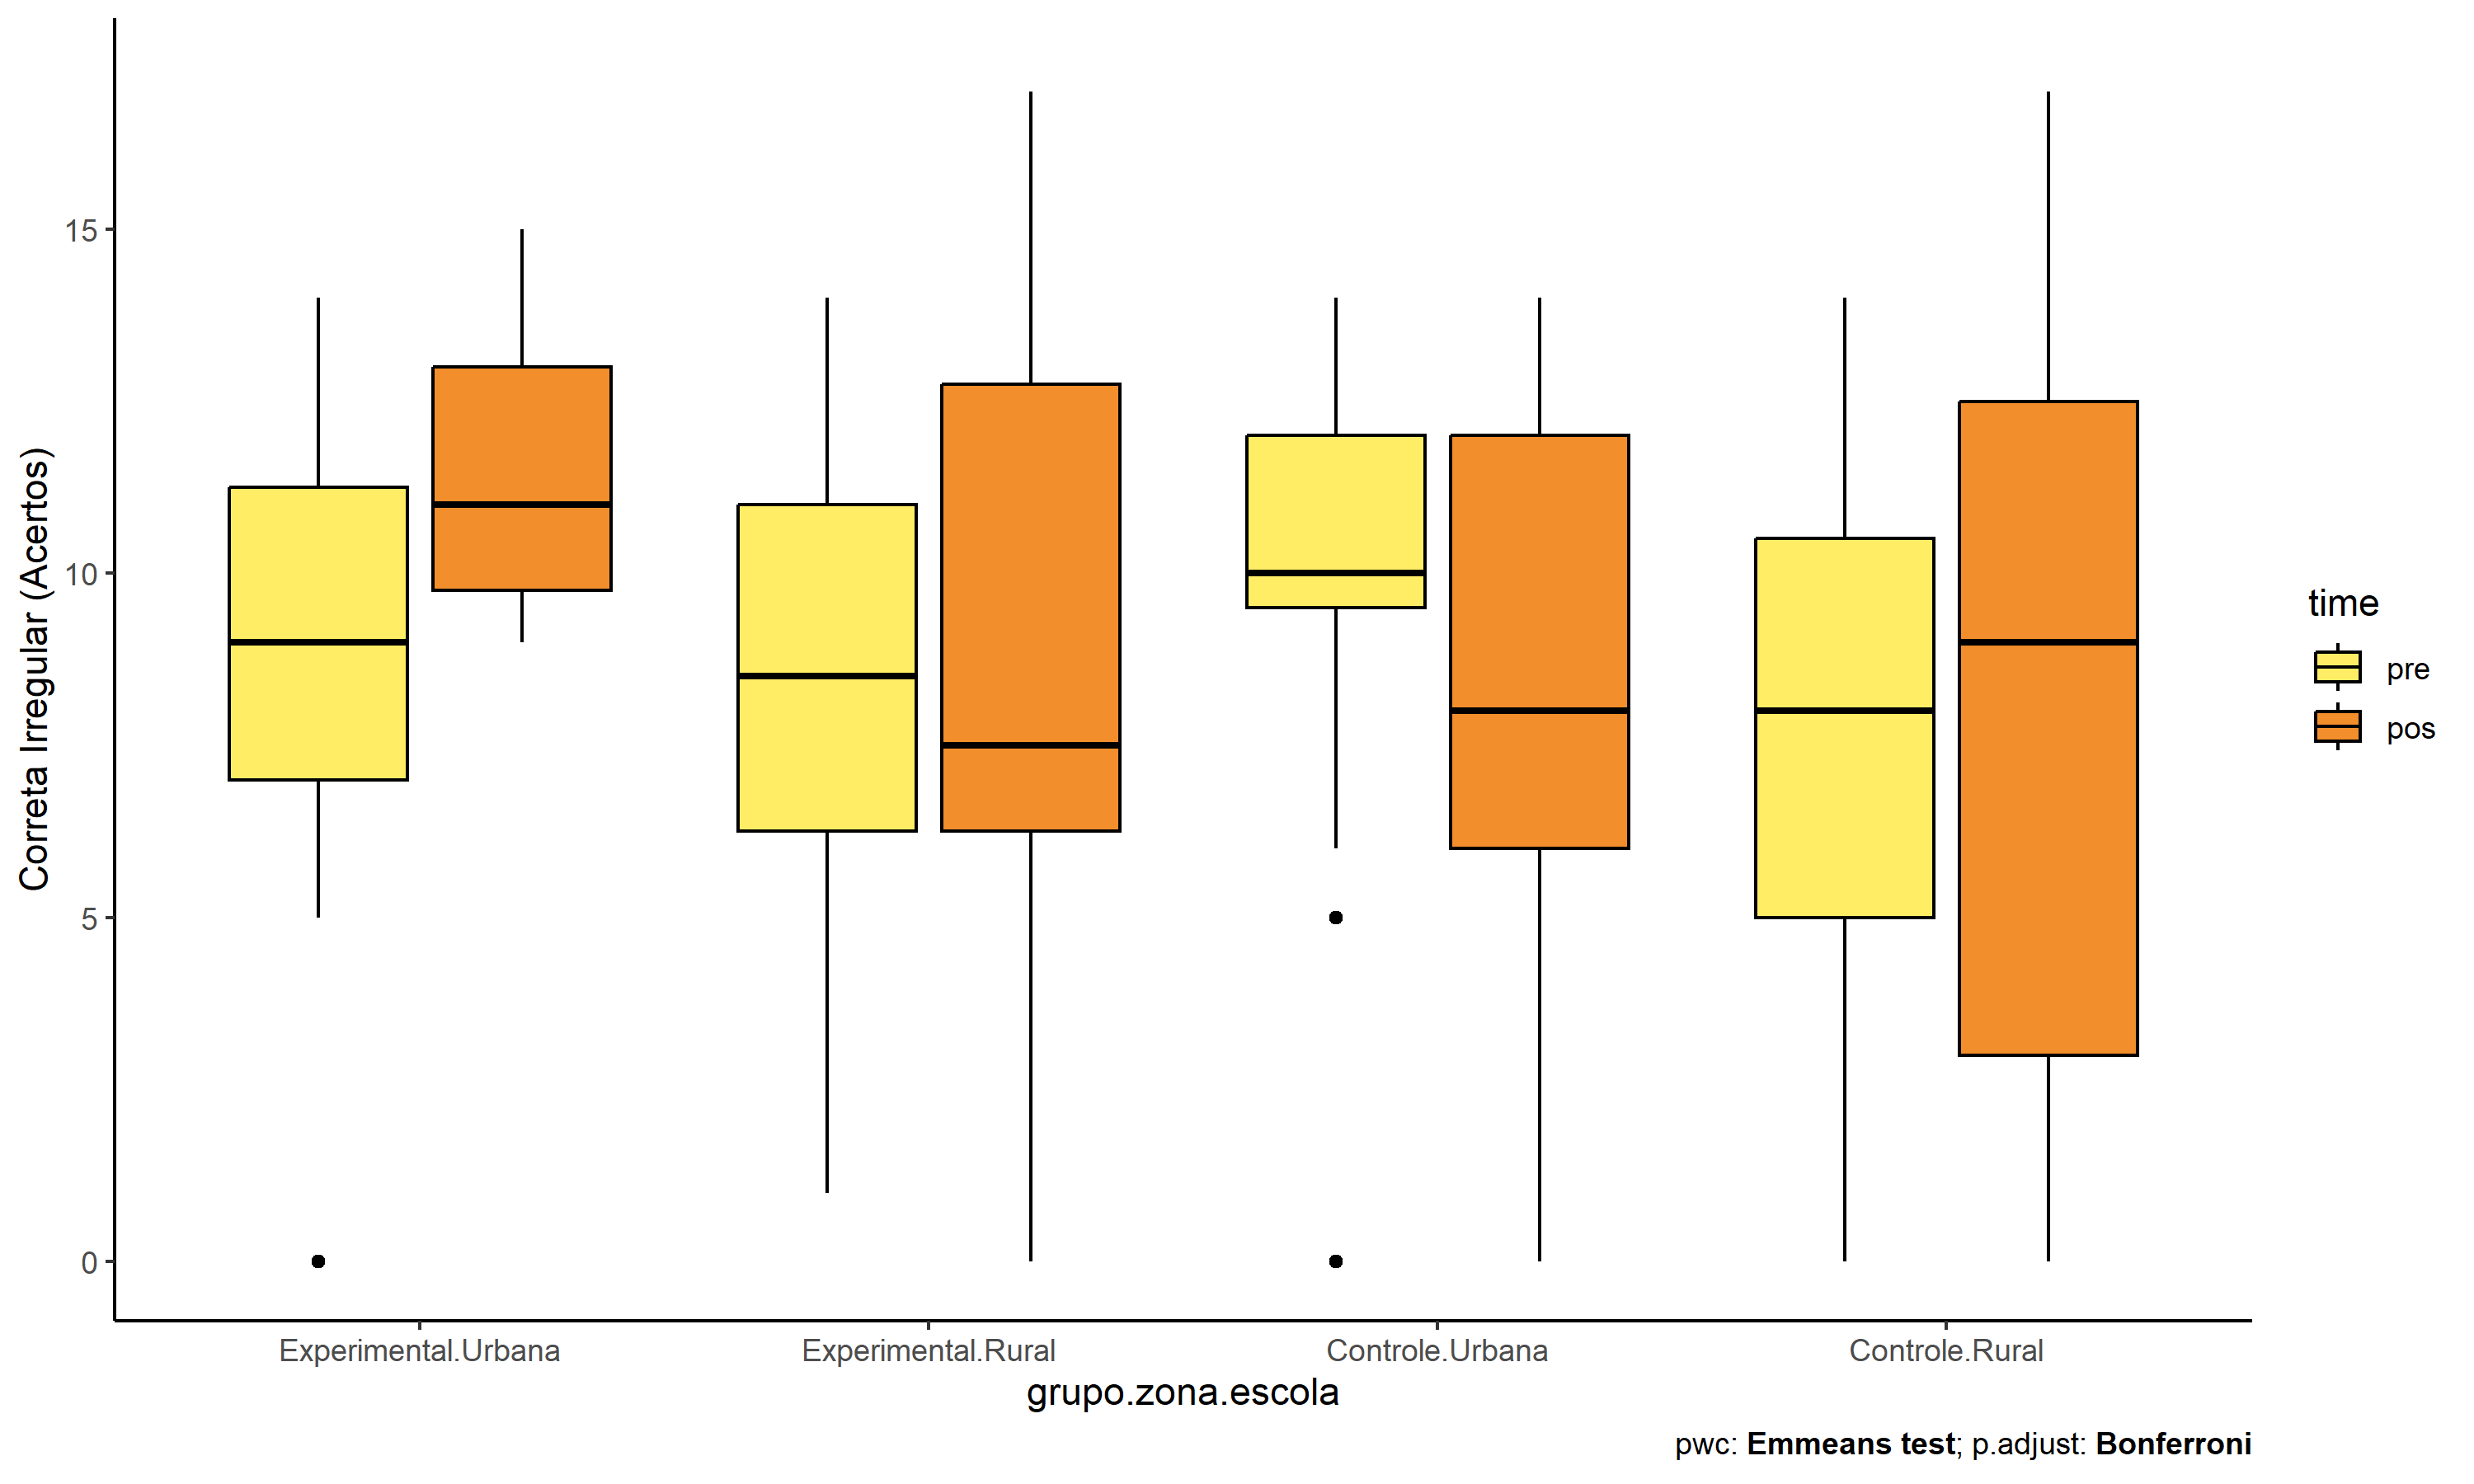 Correta Irregular (Acertos)
15
10
5
0
Experimental.Urbana
Experimental.Rural
Controle.Urbana
Controle.Rural
grupo.zona.escola
time
pre
pos
pwc: Emmeans test; p.adjust: Bonferroni